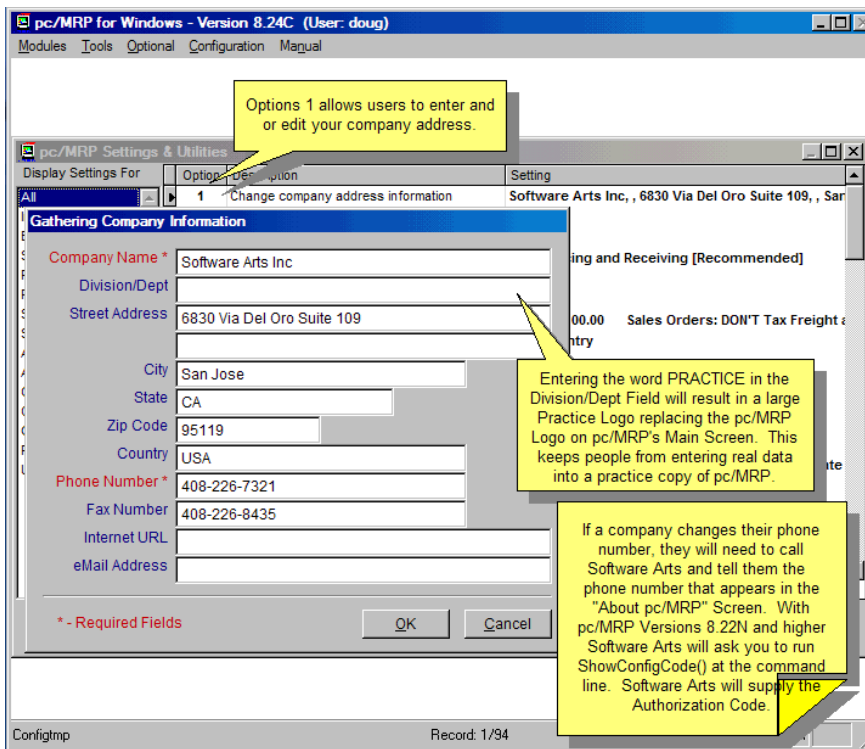 pc/MRP for Windows - Version 8.24C (User: doug)
Modules Tools Optional Configuration Manual
Options 1 allows users to enter and
or edit your company address.
pc/MRP Settings & Utilities
Display Settings For
Option Description Setting
All 1 Change company address information Software Arts Inc, , 6830 Via Del Oro Suite 109, , San
Gathering Company Information
Company Name * Software Arts Inc
Division/Dept
Street Address 6830 Via Del Oro Suite 109
City San Jose
State CA
Zip Code 95119
Country USA
Phone Number * 408-226-7321
Fax Number 408-226-8435
Internet URL
eMail Address
* - Required Fields
OK Cancel
and Receiving [Recommended]
00.00 Sales Orders: DON'T Tax Freight
Entering the word PRACTICE in the
Division/Dept Field will result in a large
Practice Logo replacing the pc/MRP
Logo on pc/MRP's Main Screen. This
keeps people from entering real data
into a practice copy of pc/MRP.
If a company changes their phone
number, they will need to call
Software Arts and tell them the
phone number that appears in the
"About pc/MRP" Screen. With
pc/MRP Versions 8.22N and higher
Software Arts will ask you to run
ShowConfigCode() at the command
line. Software Arts will supply the
Authorization Code.
Configtmp Record: 1/94